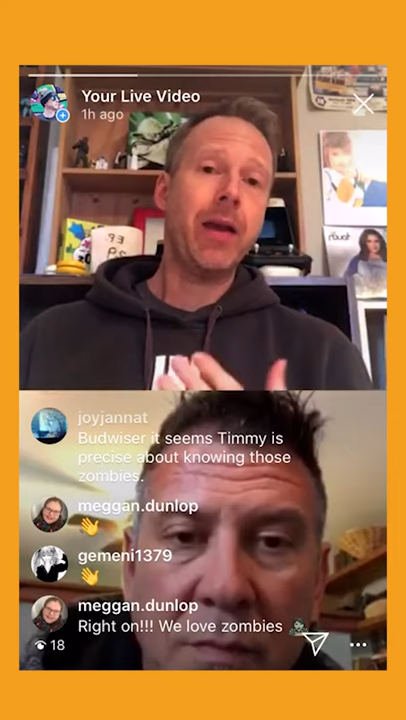 Your Live Video
1h ago
joyjannat
Budwiser it seems Timmy is
precise about knowing those
zombies.
meggan.dunlop
👋
gemeni1379
👋
meggan.dunlop
Right on!!! We love zombies 🧟‍♀️
18